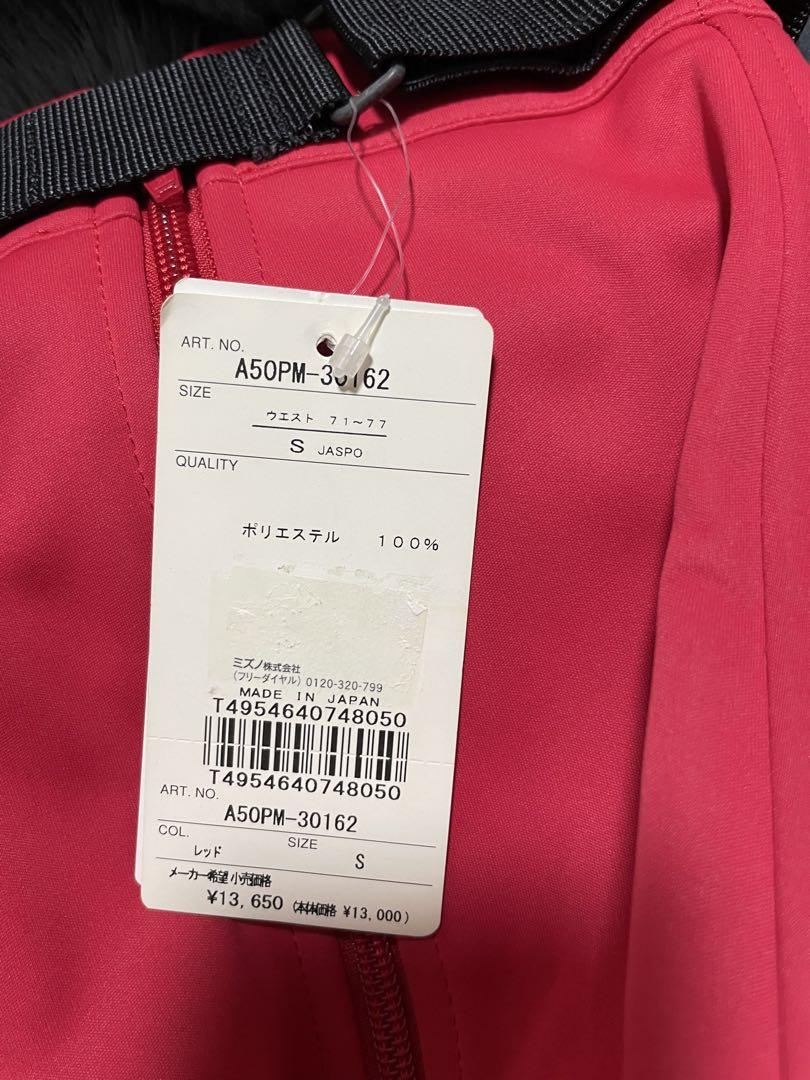 ART. NO.
A50PM-30162
SIZE
ウエスト 71~77
S JASPO
QUALITY
ポリエステル 100%
ミズノ株式会社
(フリーダイヤル) 0120-320-799
MADE IN JAPAN
T4954640748050
T4954640748050
ART. NO.
A50PM-30162
COL.
SIZE
レッド S
メーカー希望小売価格
¥13,650 (本体価格 ¥13,000)